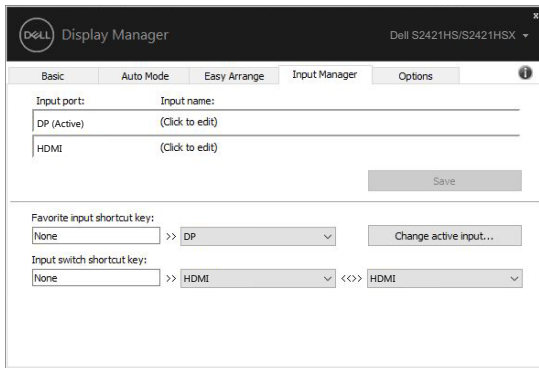 x
DELL Display Manager Dell S2421HS/S2421HSX
Basic Auto Mode Easy Arrange Input Manager Options i
Input port: Input name:
DP (Active) (Click to edit)
HDMI (Click to edit)
Save
Favorite input shortcut key:
None >> DP Change active input...
Input switch shortcut key:
None >> HDMI <<>> HDMI